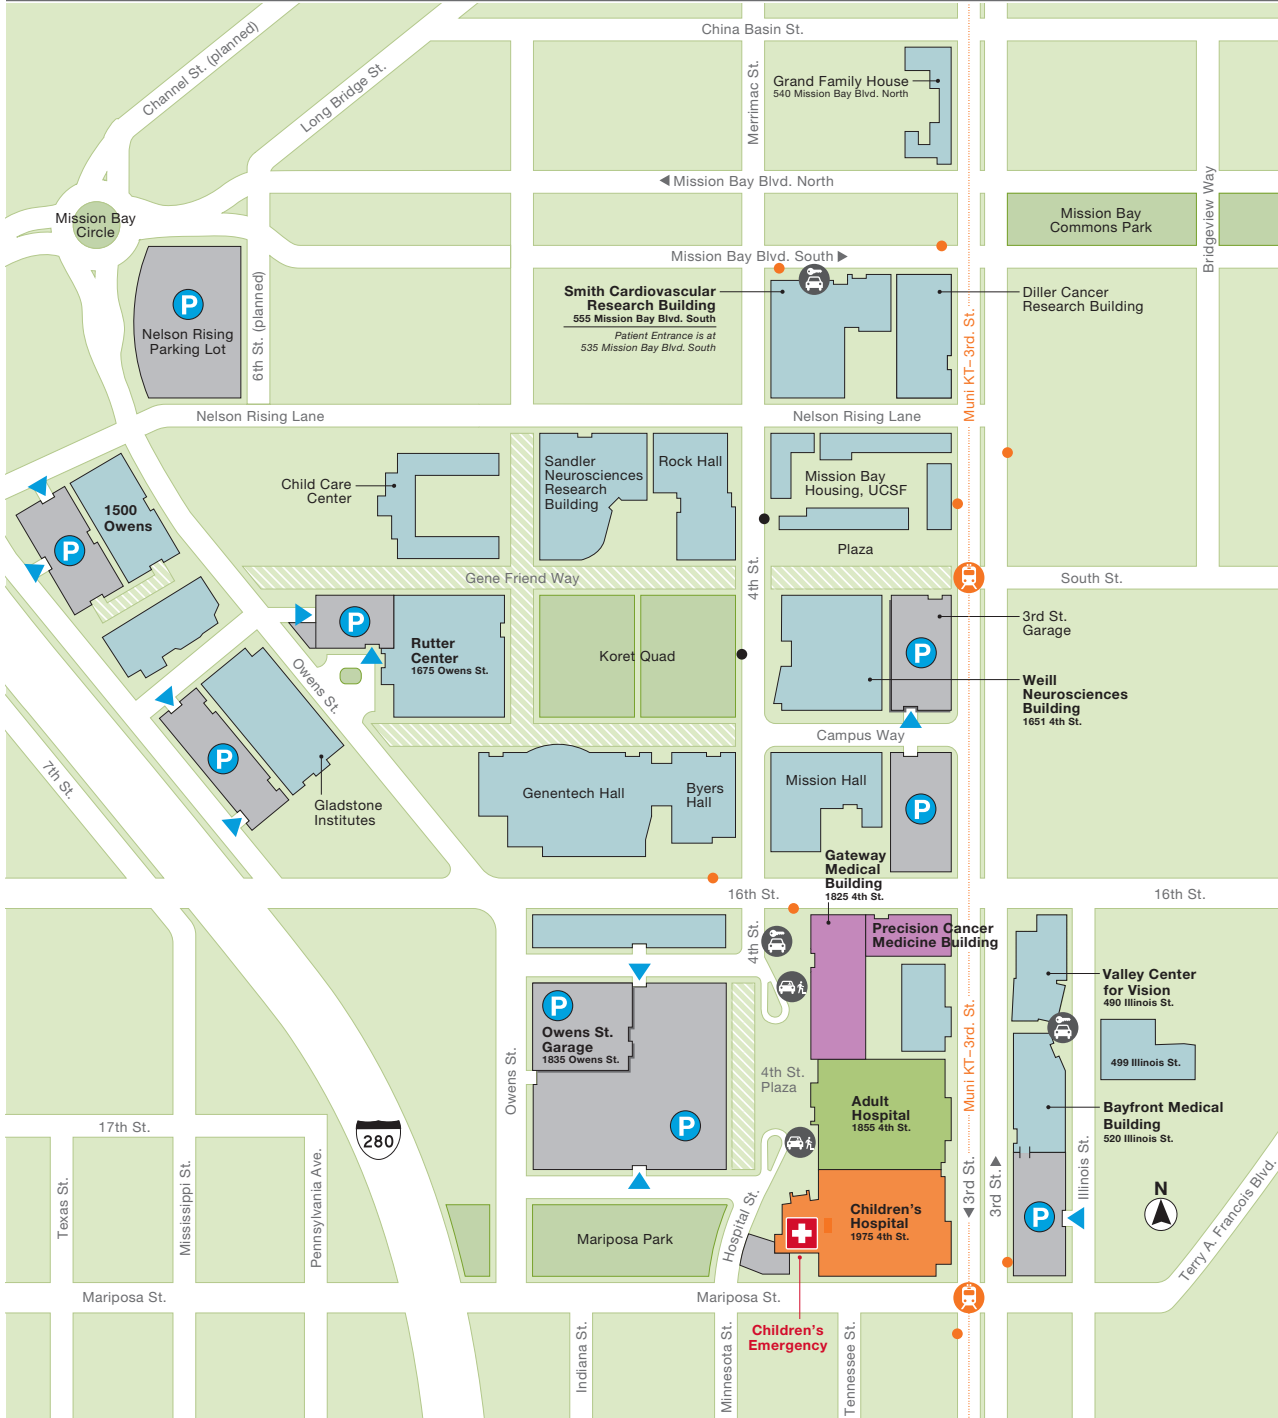 China Basin St.
Channel St. (planned)
Long Bridge St.
Merrimac St.
Grand Family House
540 Mission Bay Blvd. North
Mission Bay Blvd. North
Bridgeview Way
Mission Bay
Circle
Mission Bay
Commons Park
Mission Bay Blvd. South
P
Nelson Rising
Parking Lot
6th St. (planned)
Smith Cardiovascular
Research Building
555 Mission Bay Blvd. South
Patient Entrance is at
535 Mission Bay Blvd. South
Diller Cancer
Research Building
Muni KT–3rd. St.
Nelson Rising Lane
Nelson Rising Lane
Child Care
Center
Sandler
Neurosciences
Research
Building
Rock Hall
Mission Bay
Housing, UCSF
Plaza
1500
Owens
P
Gene Friend Way
4th St.
South St.
P
Rutter
Center
1675 Owens St.
Koret Quad
P
3rd St.
Garage
Weill
Neurosciences
Building
1651 4th St.
Owens St.
Campus Way
7th St.
P
Gladstone
Institutes
Genentech Hall
Byers
Hall
Mission Hall
P
Gateway
Medical
Building
1825 4th St.
16th St.
16th St.
4th St.
Precision Cancer
Medicine Building
Valley Center
for Vision
490 Illinois St.
P
Owens St.
Garage
1835 Owens St.
Owens St.
4th St.
Plaza
Muni KT–3rd. St.
499 Illinois St.
Adult
Hospital
1855 4th St.
Bayfront Medical
Building
520 Illinois St.
P
280
17th St.
Texas St.
Mississippi St.
Pennsylvania Ave.
Mariposa Park
Hospital St.
Children's
Hospital
1975 4th St.
3rd St.
3rd St.
P
Illinois St.
N
Terry A. Francois Blvd.
Mariposa St.
Mariposa St.
Children's
Emergency
Indiana St.
Minnesota St.
Tennessee St.